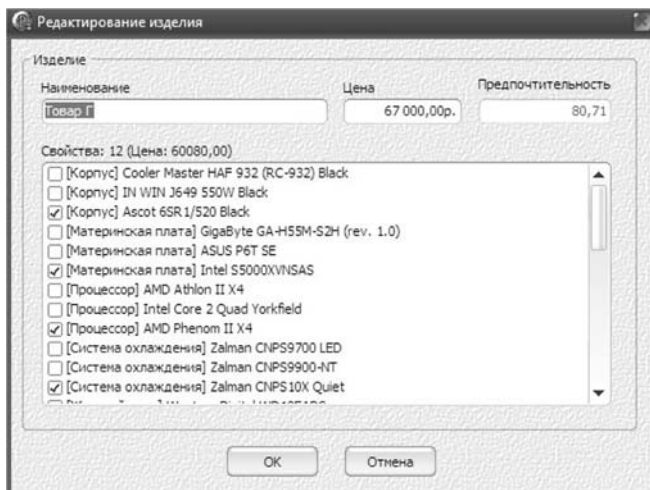 Редактирование изделия
Изделие
Наименование Цена Предпочтительность
Товар Г 67 000,00р. 80,71
Свойства: 12 (Цена: 60080,00)
[Корпус] Cooler Master HAF 932 (RC-932) Black
[Корпус] IN WIN J649 550W Black
[Корпус] Ascot 6SR1/520 Black
[Материнская плата] GigaByte GA-H55M-S2H (rev. 1.0)
[Материнская плата] ASUS P6T SE
[Материнская плата] Intel S5000XVNSAS
[Процессор] AMD Athlon II X4
[Процессор] Intel Core 2 Quad Yorkfield
[Процессор] AMD Phenom II X4
[Система охлаждения] Zalman CNPS9700 LED
[Система охлаждения] Zalman CNPS9900-NT
[Система охлаждения] Zalman CNPS10X Quiet
OK Отмена